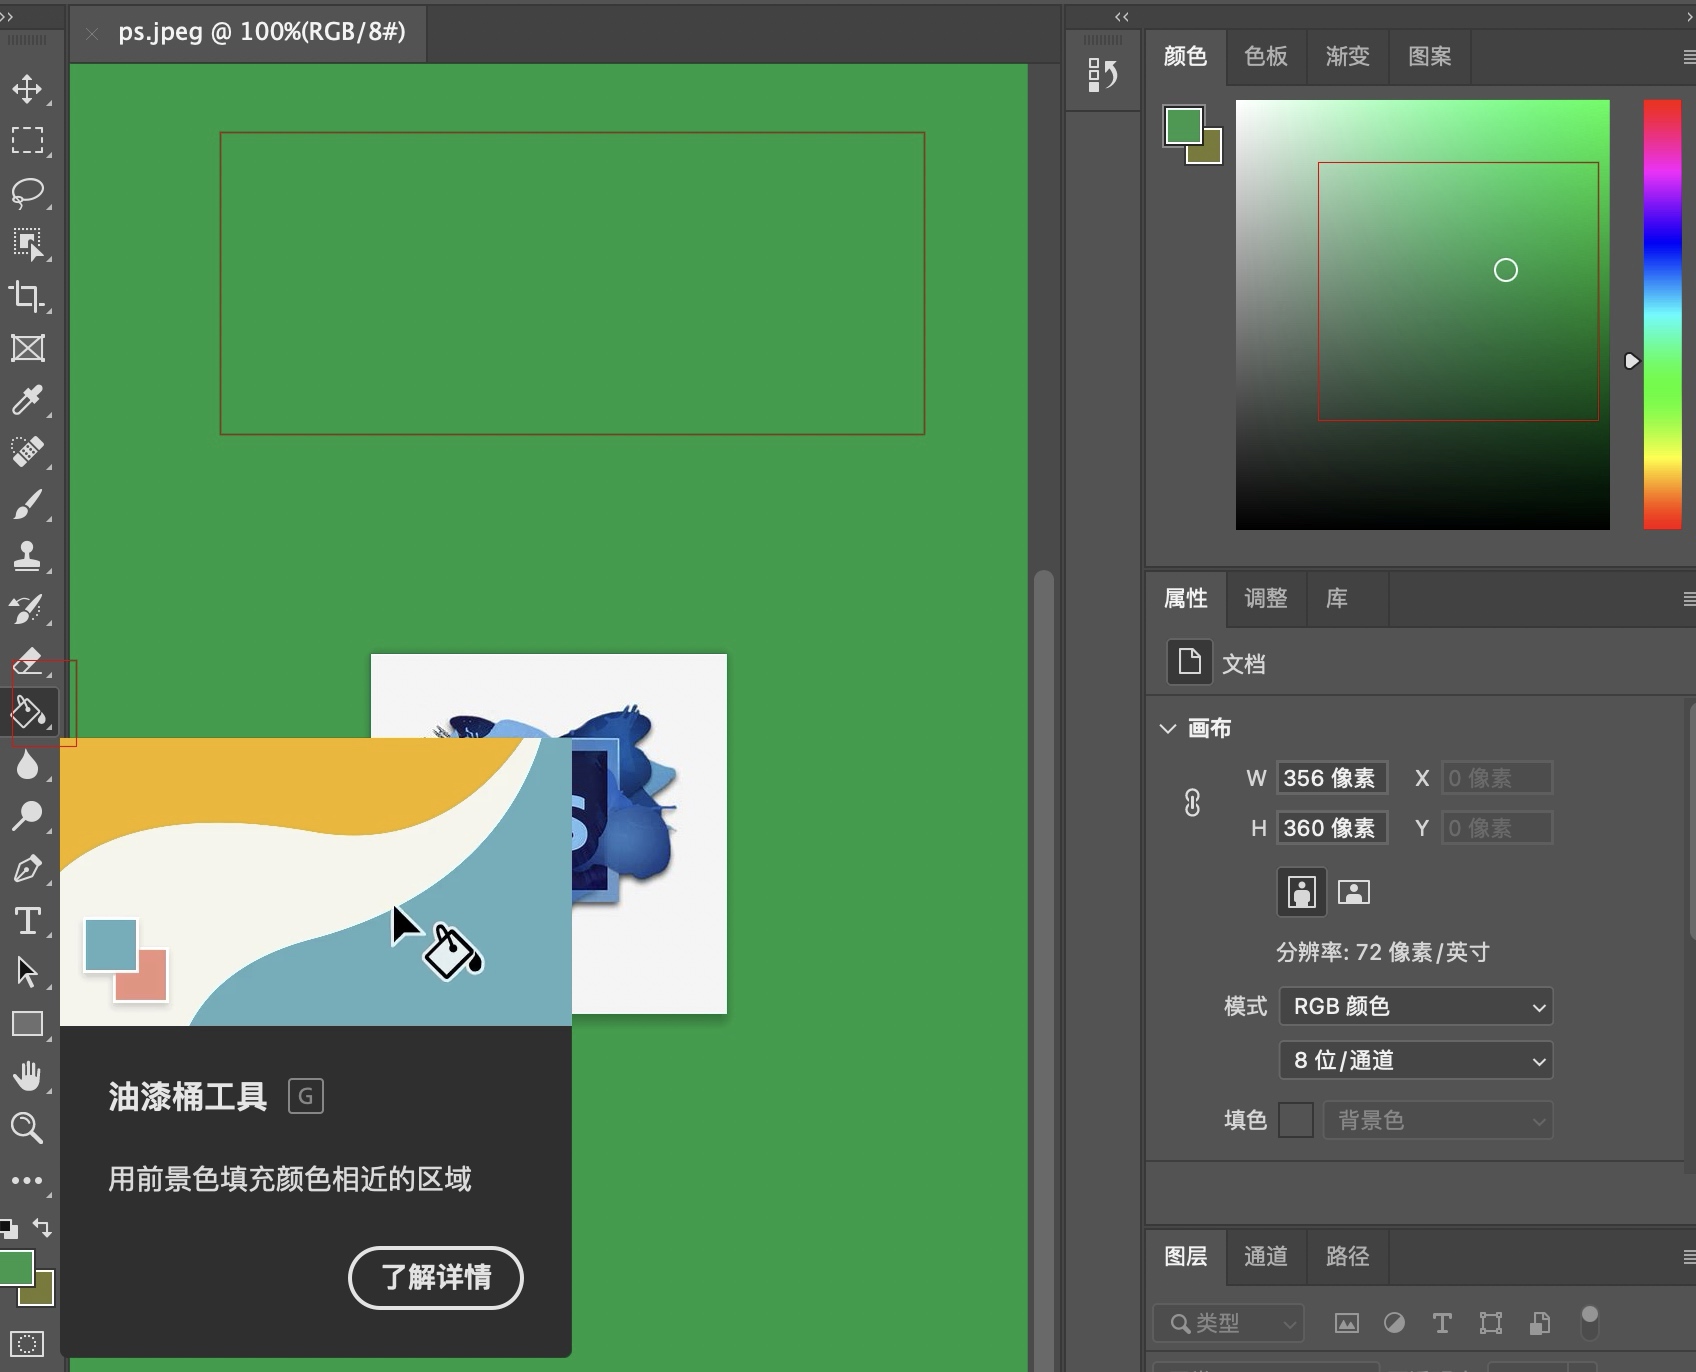 ps.jpeg @ 100%(RGB/8#)
颜色 色板 渐变 图案
属性 调整 库
文档
画布
W 356 像素 X 0 像素
H 360 像素 Y 0 像素
分辨率: 72 像素/英寸
模式 RGB 颜色
8 位/通道
填色 背景色
图层 通道 路径
类型
油漆桶工具 G
用前景色填充颜色相近的区域
了解详情